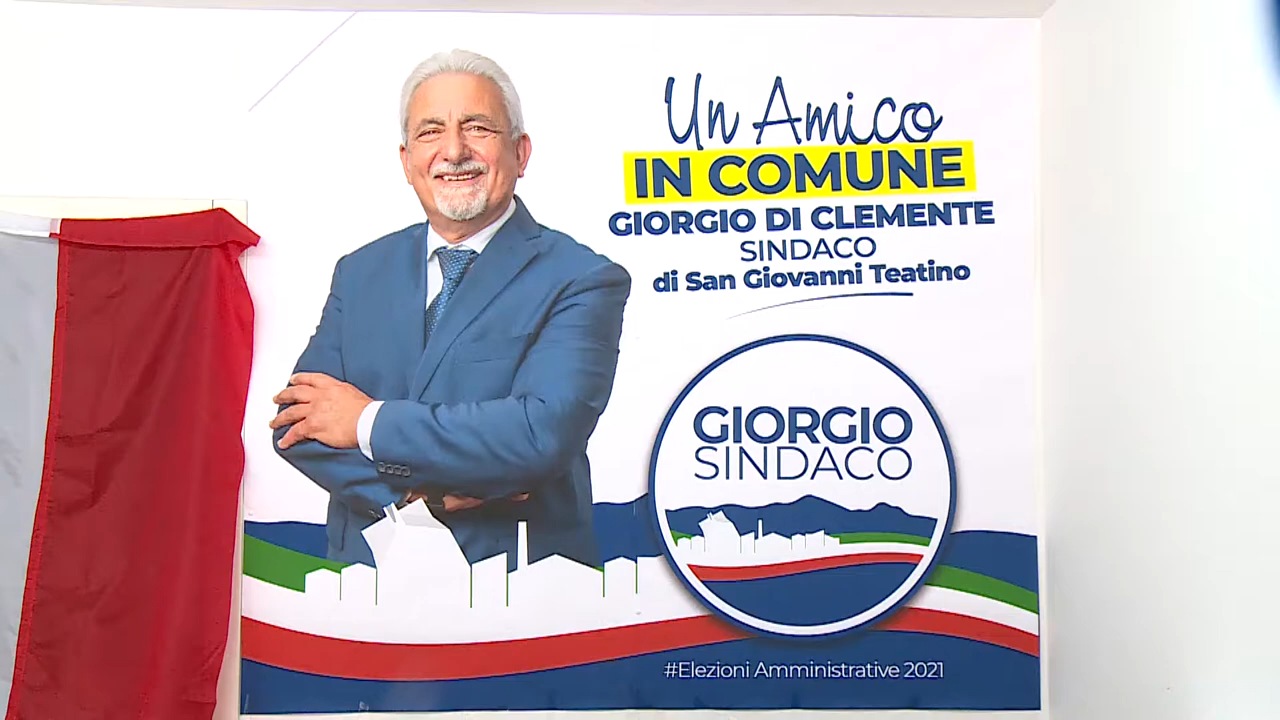 Un Amico
IN COMUNE
GIORGIO DI CLEMENTE
SINDACO
di San Giovanni Teatino
GIORGIO
SINDACO
#Elezioni Amministrative 2021